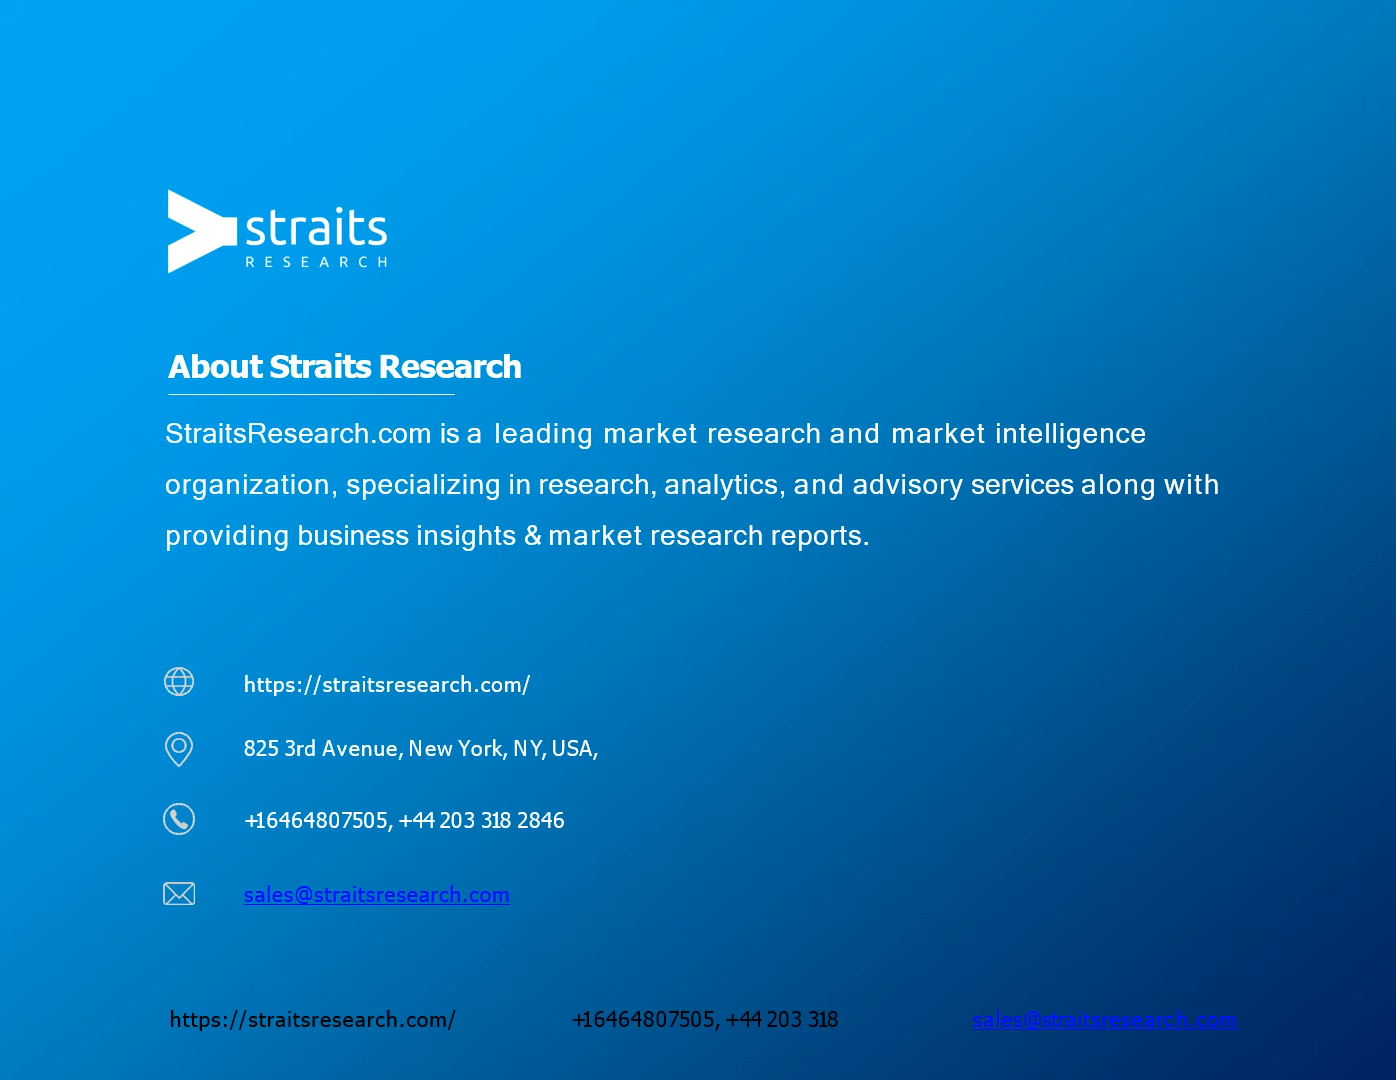 straits
RESEARCH
About Straits Research
StraitsResearch.com is a leading market research and market intelligence
organization, specializing in research, analytics, and advisory services along with
providing business insights & market research reports.
https://straitsresearch.com/
825 3rd Avenue, New York, NY, USA,
+16464807505, +44 203 318 2846
sales@straitsresearch.com
https://straitsresearch.com/ +16464807505, +44 203 318 sales@straitsresearch.com